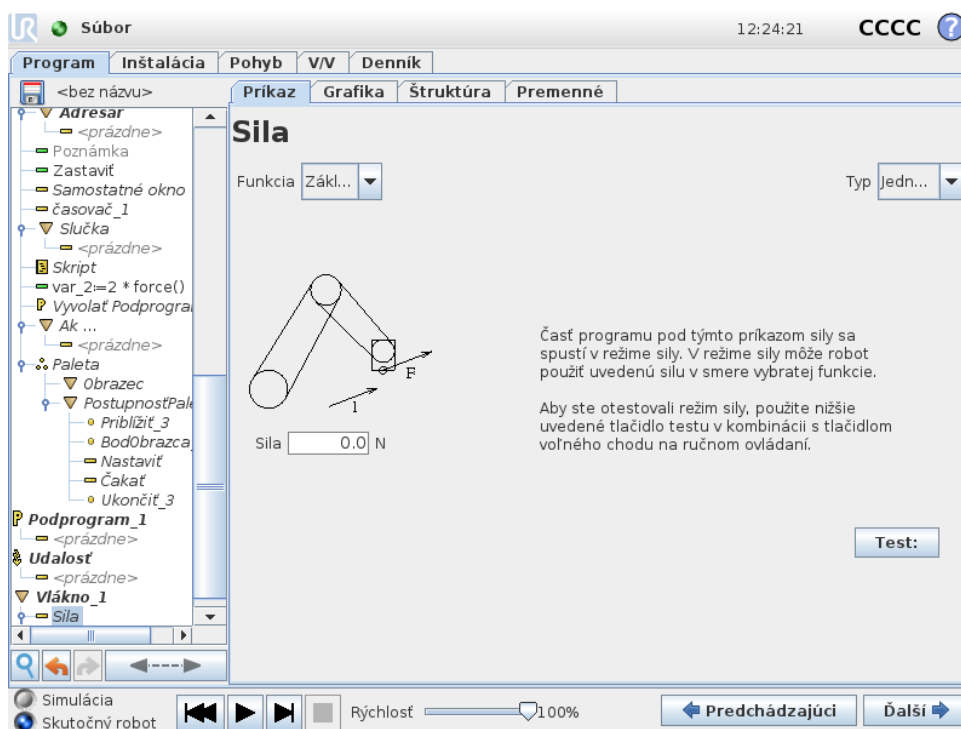 UR Súbor 12:24:21 CCCC ?
Program Inštalácia Pohyb V/V Denník
<bez názvu>
Príkaz Grafika Štruktúra Premenné
Adresár
<prázdne>
Poznámka
Zastaviť
Samostatné okno
časovač_1
Slučka
<prázdne>
Skript
var_2:=2 * force()
Vyvolať Podprogra
Ak ...
<prázdne>
Paleta
Obrazec
PostupnosťPale
Priblížiť_3
BodObrazca
Nastaviť
Čakať
Ukončiť_3
Podprogram_1
<prázdne>
Udalosť
<prázdne>
Vlákno_1
Sila
Sila
Funkcia Zákl... Typ Jedn...
F
1
Sila 0.0 N
Časť programu pod týmto príkazom sily sa
spustí v režime sily. V režime sily môže robot
použiť uvedenú silu v smere vybratej funkcie.
Aby ste otestovali režim sily, použite nižšie
uvedené tlačidlo testu v kombinácii s tlačidlom
voľného chodu na ručnom ovládaní.
Test:
Simulácia
Skutočný robot
Rýchlosť 100%
Predchádzajúci Ďalší